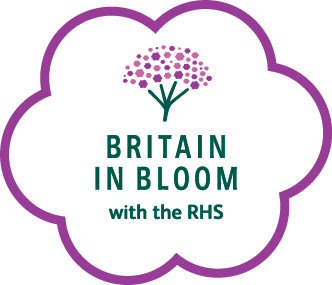 BRITAIN
IN BLOOM
with the RHS